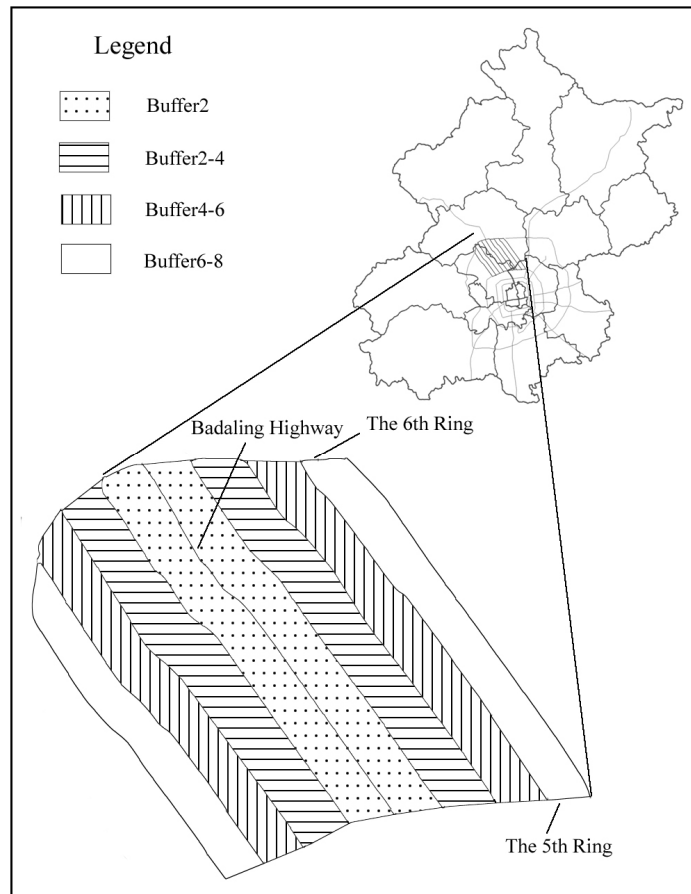 Legend
Buffer2
Buffer2-4
Buffer4-6
Buffer6-8
Badaling Highway
The 6th Ring
The 5th Ring